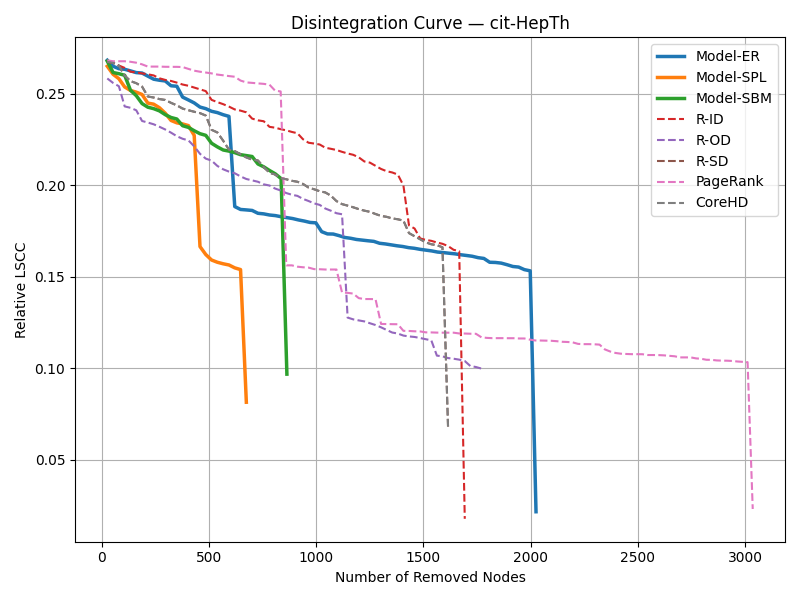 Disintegration Curve — cit-HepTh
Relative LSCC
0.25
0.20
0.15
0.10
0.05
Model-ER
Model-SPL
Model-SBM
R-ID
R-OD
R-SD
PageRank
CoreHD
0 500 1000 1500 2000 2500 3000
Number of Removed Nodes